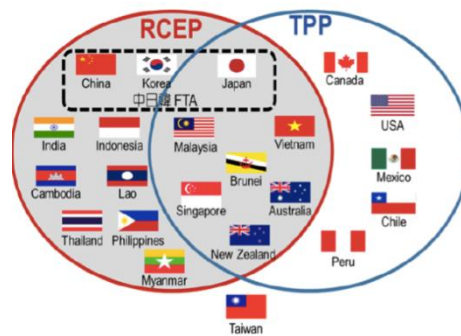 RCEP TPP
China Korea Japan
中日韓 FTA
Canada
USA
India Indonesia Malaysia Vietnam
Brunei Mexico
Cambodia Lao
Singapore Australia Chile
Thailand Philippines
New Zealand Peru
Myanmar
Taiwan